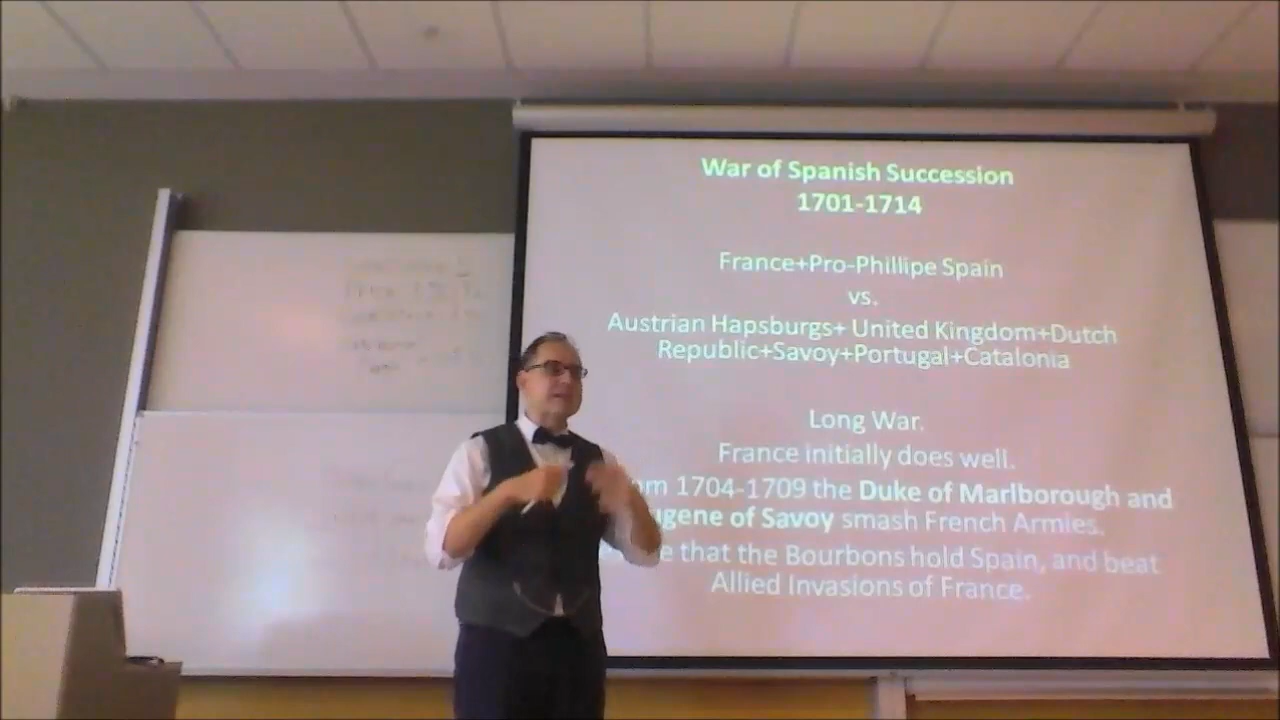 War of Spanish Succession
1701-1714
France+Pro-Phillipe Spain
vs.
Austrian Hapsburgs+ United Kingdom+Dutch
Republic+Savoy+Portugal+Catalonia
Long War.
France initially does well.
om 1704-1709 the Duke of Marlborough and
ugene of Savoy smash French Armies.
that the Bourbons hold Spain, and beat
Allied Invasions of France.